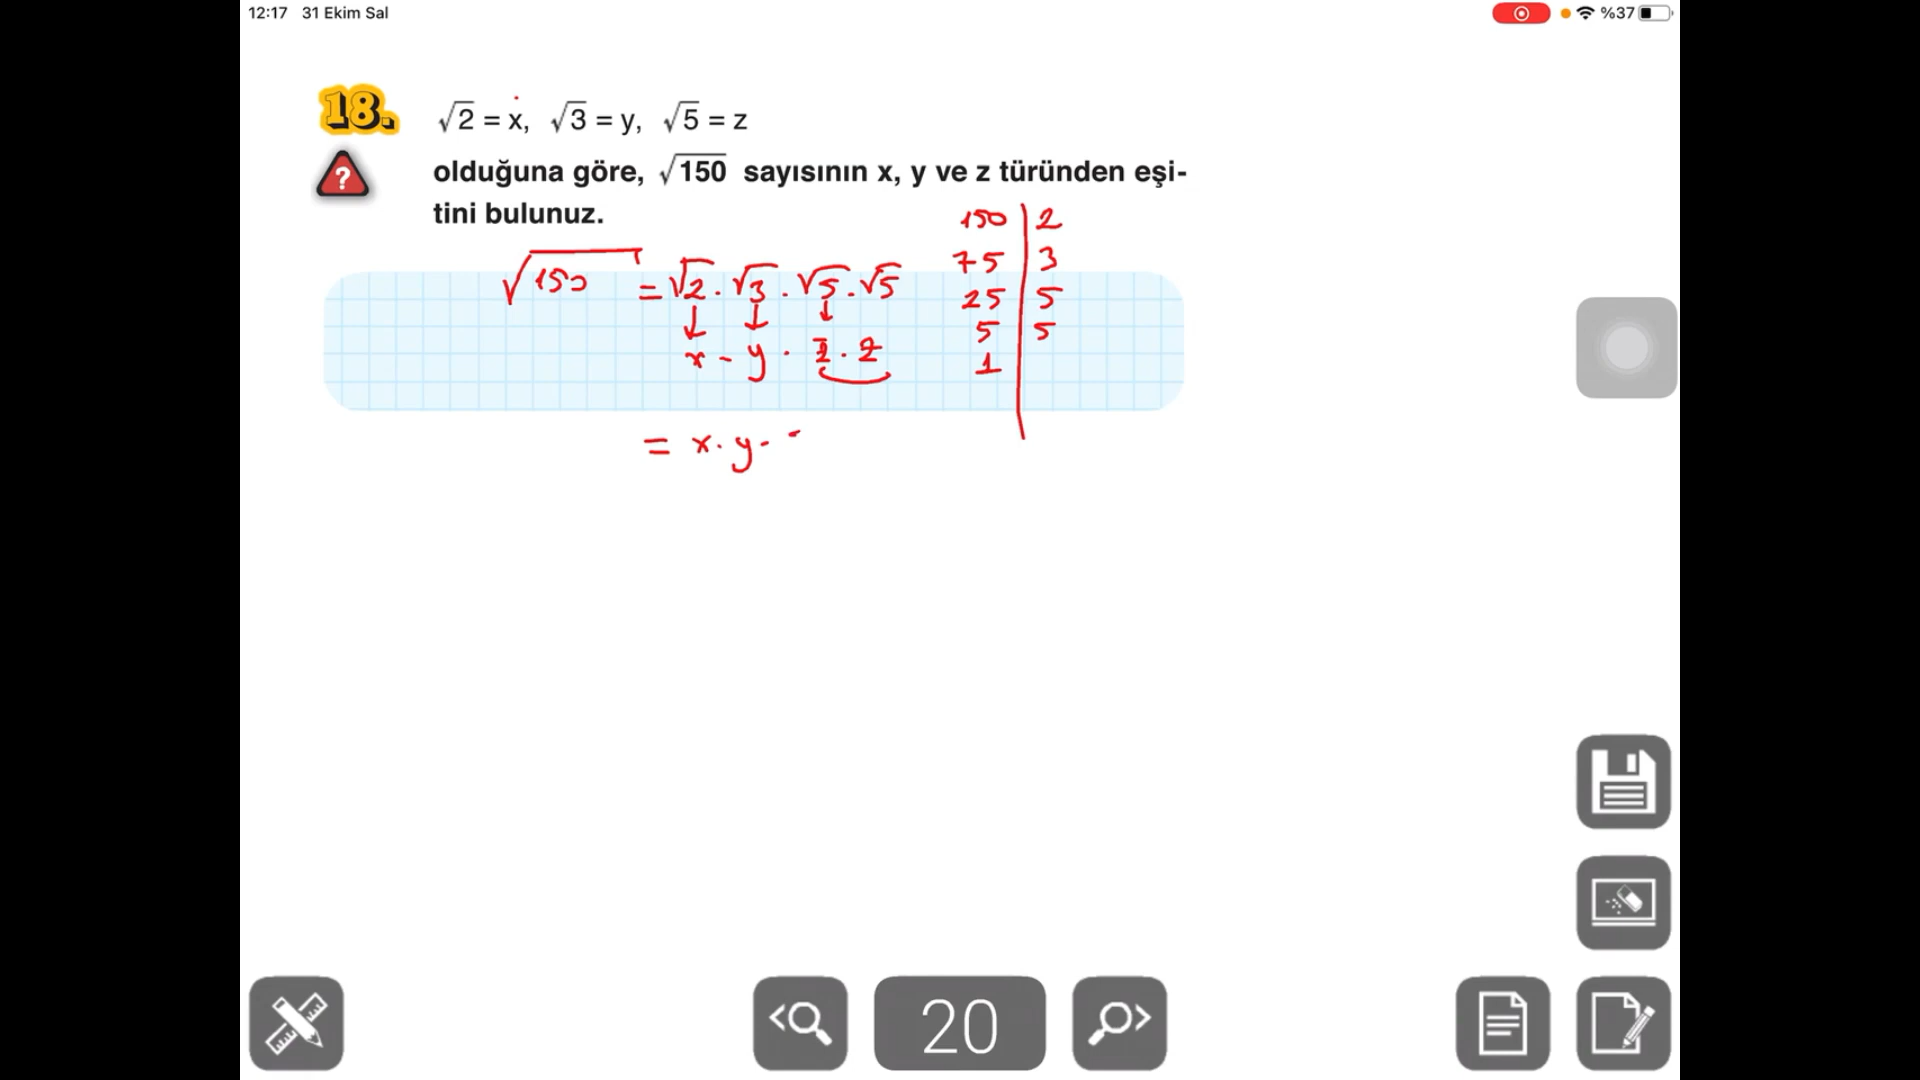 12:17 31 Ekim Sal
%37
18.
√2 = x, √3 = y, √5 = z
?
olduğuna göre, √150 sayısının x, y ve z türünden eşi-
tini bulunuz.
√150 = √2 . √3 . √5 . √5
x - y . z . z
= x . y .
150 | 2
75 | 3
25 | 5
5 | 5
1
20